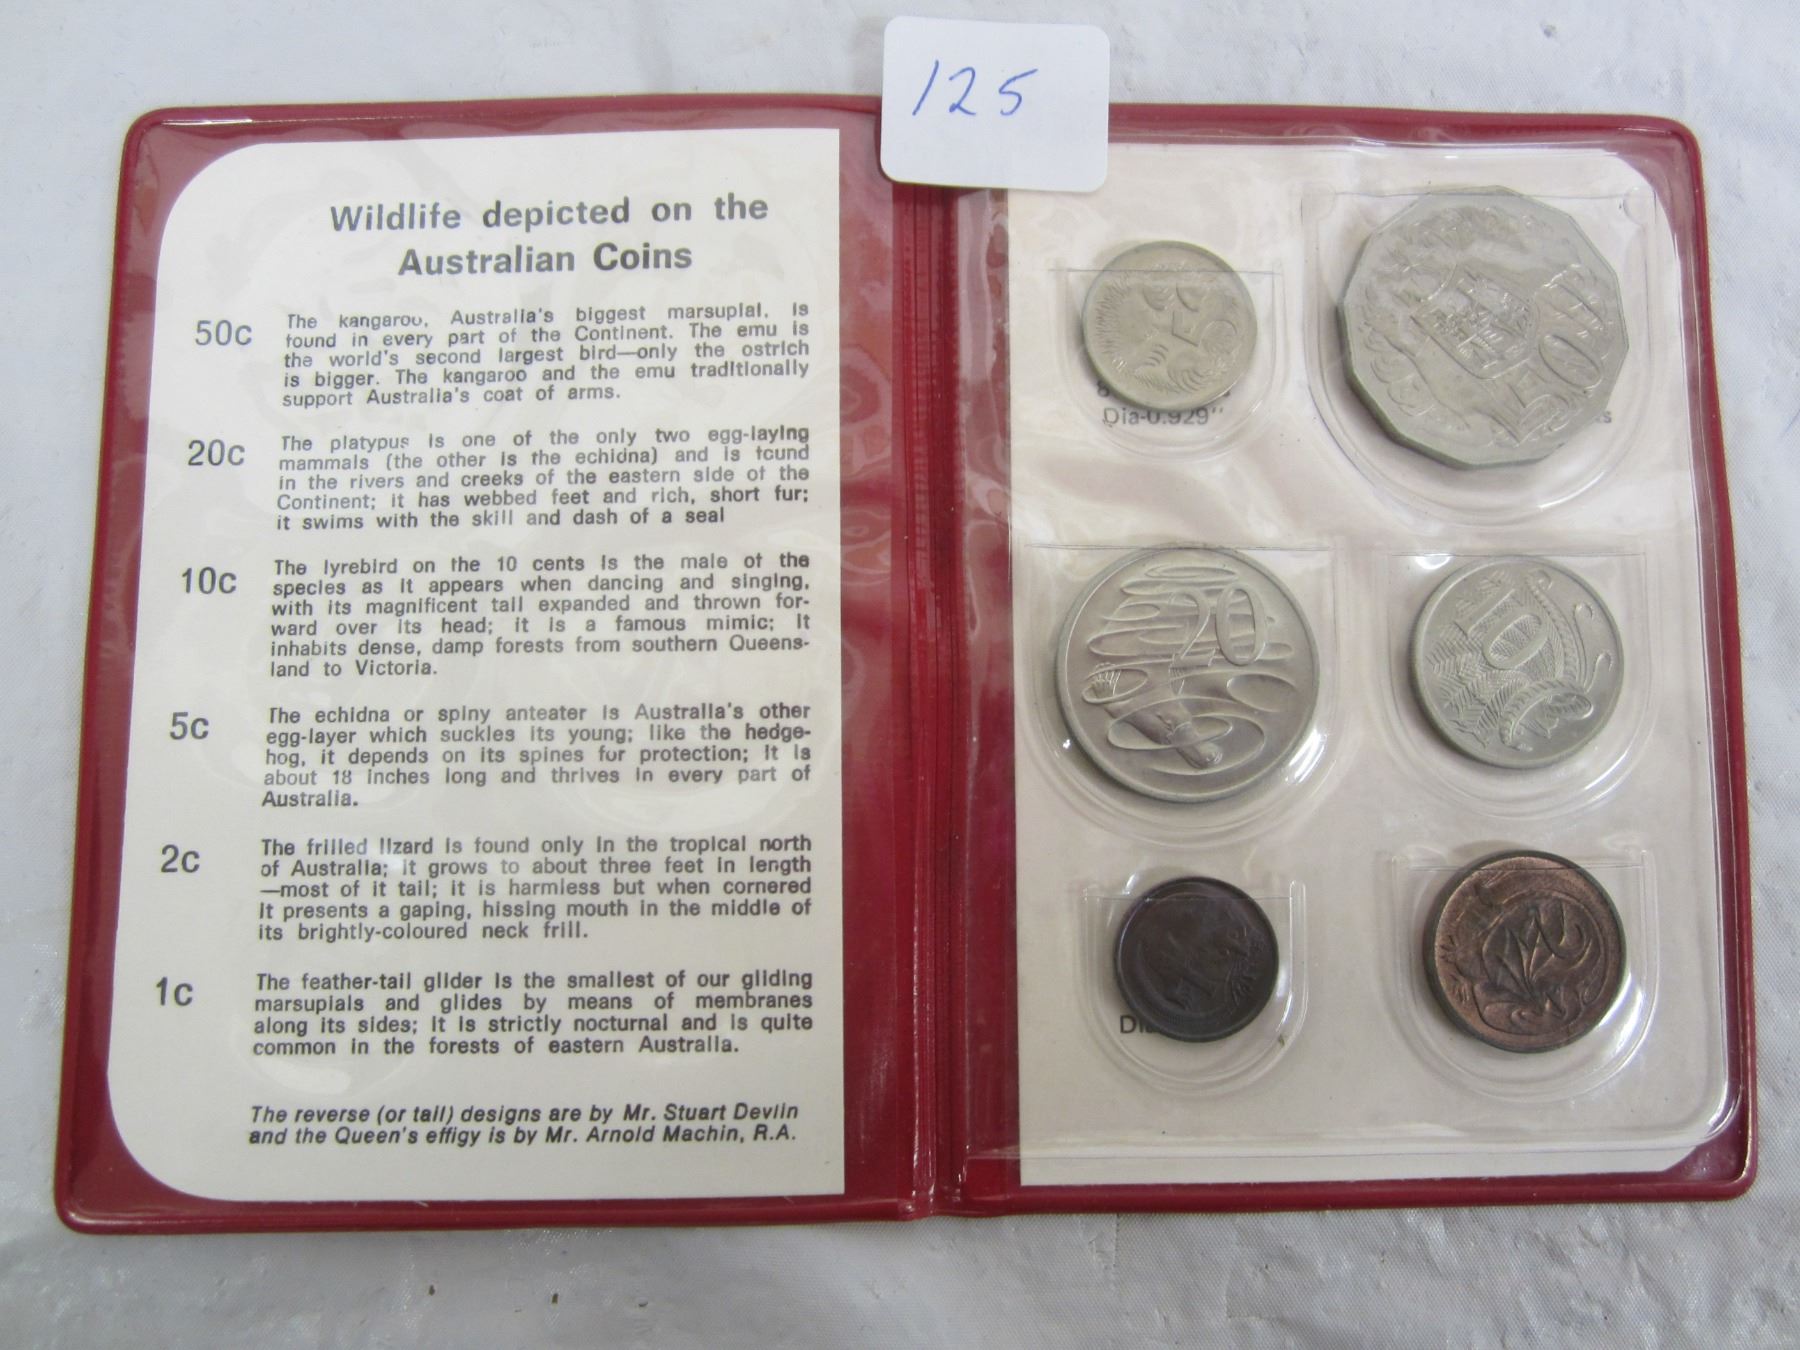 125
Wildlife depicted on the
Australian Coins
50c
The kangaroo, Australia's biggest marsupial, is
found in every part of the Continent. The emu is
the world's second largest bird—only the ostrich
is bigger. The kangaroo and the emu traditionally
support Australia's coat of arms.
20c
The platypus is one of the only two egg-laying
mammals (the other is the echidna) and is found
in the rivers and creeks of the eastern side of the
Continent; it has webbed feet and rich, short fur;
it swims with the skill and dash of a seal
10c
The lyrebird on the 10 cents is the male of the
species as it appears when dancing and singing,
with its magnificent tail expanded and thrown for-
ward over its head; it is a famous mimic; it
inhabits dense, damp forests from southern Queens-
land to Victoria.
5c
The echidna or spiny anteater is Australia's other
egg-layer which suckles its young; like the hedge-
hog, it depends on its spines for protection; it is
about 18 inches long and thrives in every part of
Australia.
2c
The frilled lizard is found only in the tropical north
of Australia; it grows to about three feet in length
—most of it tail; it is harmless but when cornered
it presents a gaping, hissing mouth in the middle of
its brightly-coloured neck frill.
1c
The feather-tail glider is the smallest of our gliding
marsupials and glides by means of membranes
along its sides; it is strictly nocturnal and is quite
common in the forests of eastern Australia.
The reverse (or tail) designs are by Mr. Stuart Devlin
and the Queen's effigy is by Mr. Arnold Machin, R.A.
5
50
Dia-0.929"
20
10
1
2